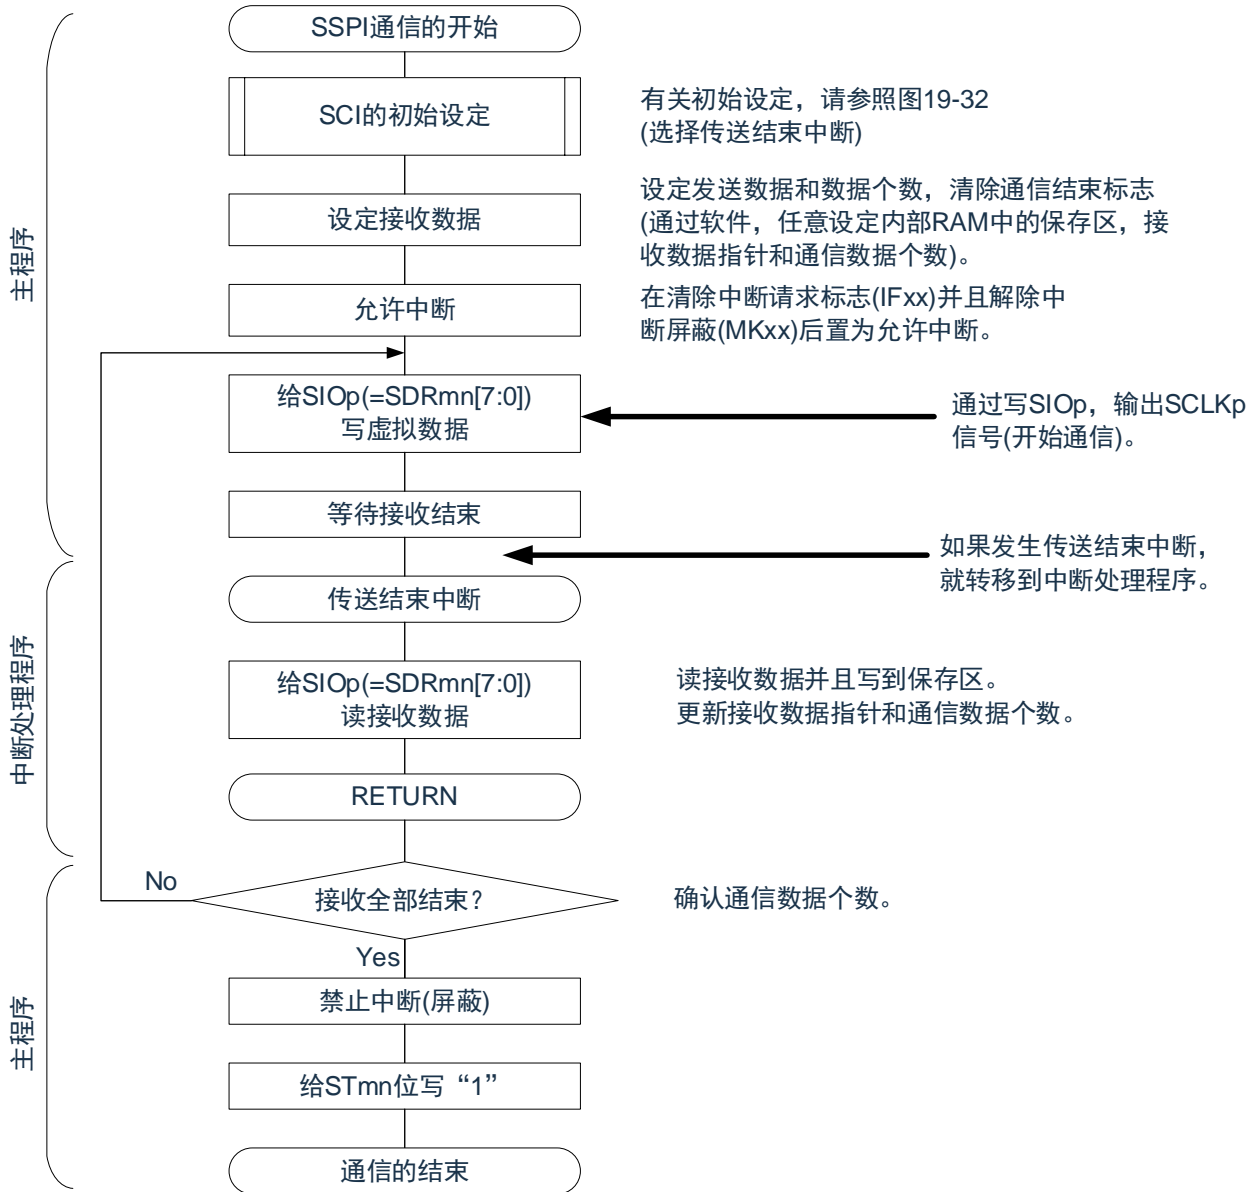 SSPI通信的开始
SCI的初始设定
有关初始设定，请参照图19-32
(选择传送结束中断)
设定接收数据
设定发送数据和数据个数，清除通信结束标志
(通过软件，任意设定内部RAM中的保存区，接
收数据指针和通信数据个数)。
主程序
允许中断
在清除中断请求标志(IFxx)并且解除中
断屏蔽(MKxx)后置为允许中断。
给SIOp(=SDRmn[7:0])
写虚拟数据
通过写SIOp，输出SCLKp
信号(开始通信)。
等待接收结束
如果发生传送结束中断，
就转移到中断处理程序。
传送结束中断
中断处理程序
给SIOp(=SDRmn[7:0])
读接收数据
读接收数据并且写到保存区。
更新接收数据指针和通信数据个数。
RETURN
No
接收全部结束？
确认通信数据个数。
Yes
禁止中断(屏蔽)
主程序
给STmn位写“1”
通信的结束